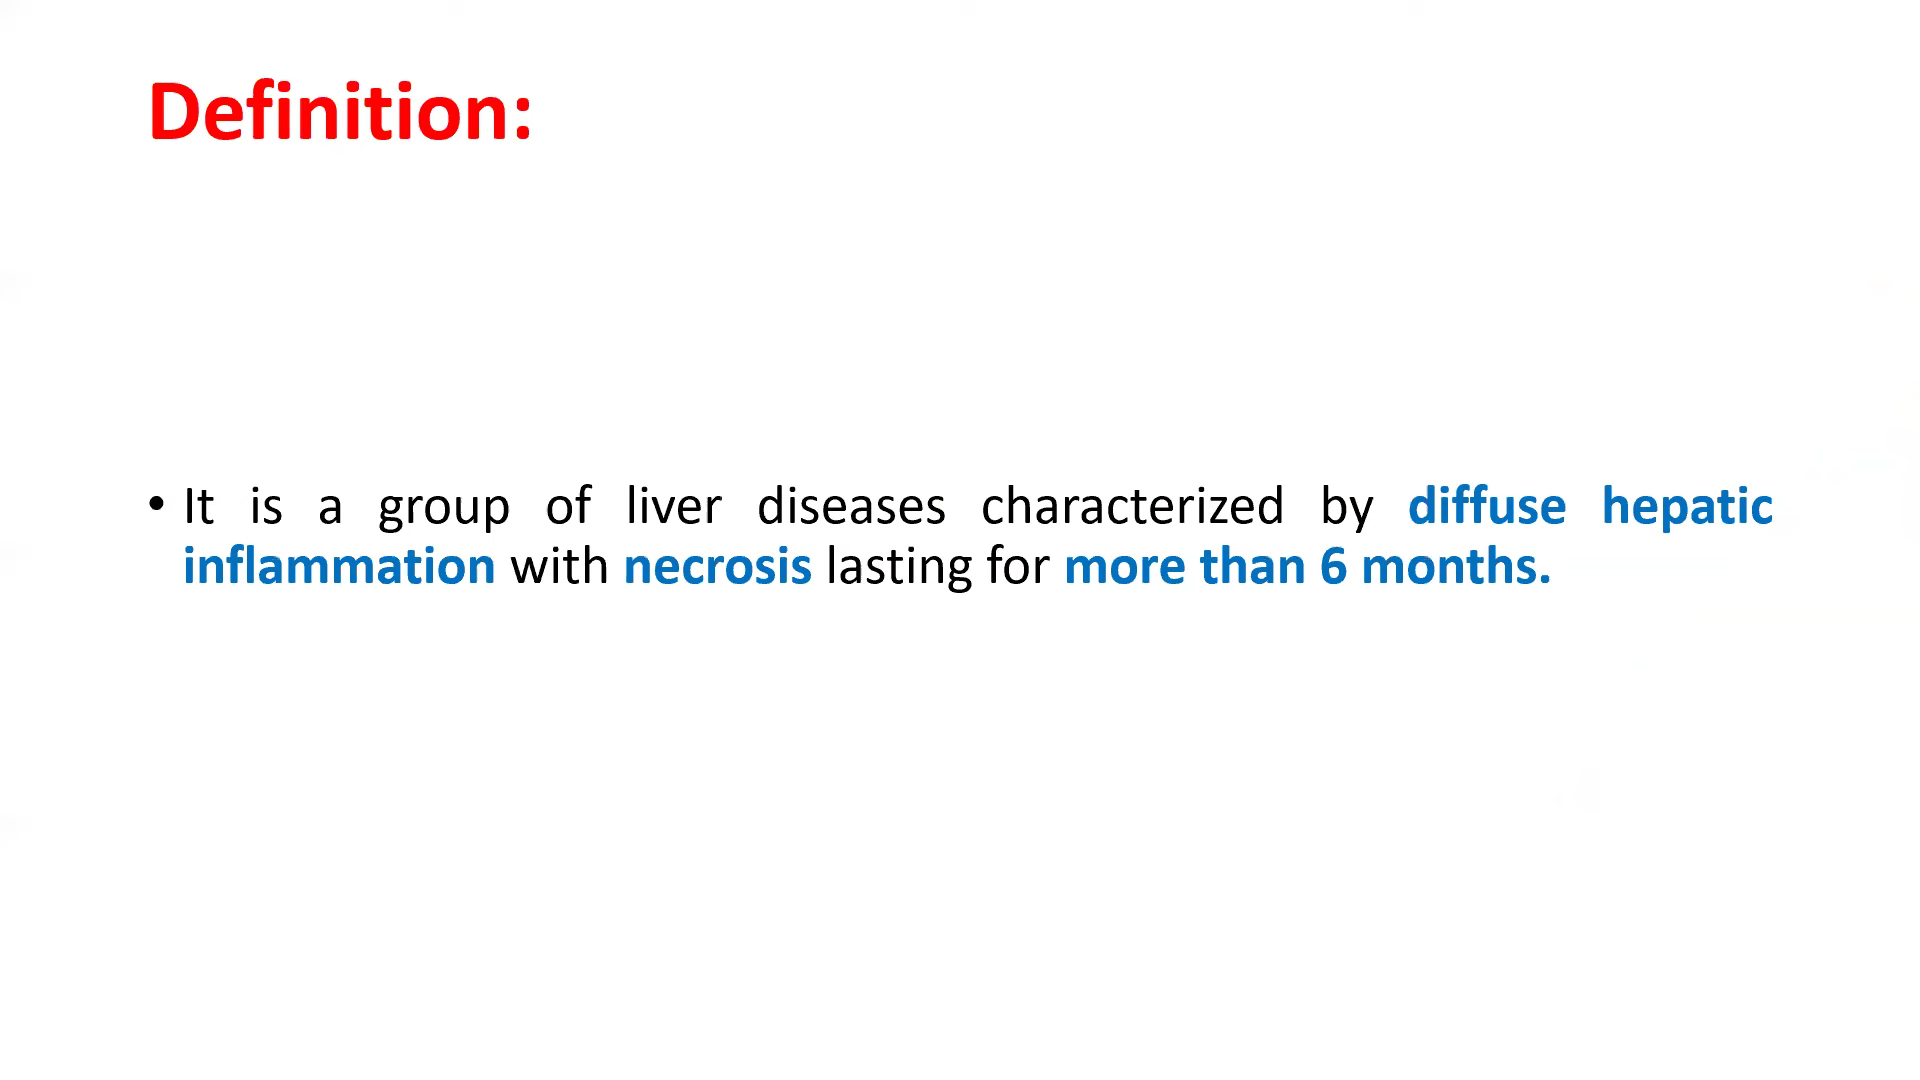 Definition:
• It is a group of liver diseases characterized by diffuse hepatic
inflammation with necrosis lasting for more than 6 months.